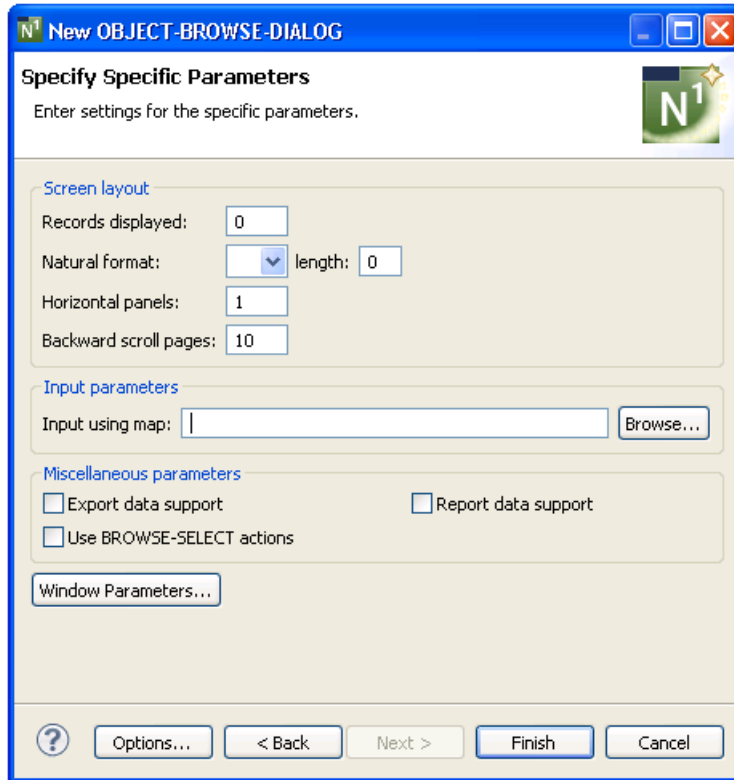 N1 New OBJECT-BROWSE-DIALOG
Specify Specific Parameters
Enter settings for the specific parameters.
N1
Screen layout
Records displayed: 0
Natural format: length: 0
Horizontal panels: 1
Backward scroll pages: 10
Input parameters
Input using map: Browse...
Miscellaneous parameters
Export data support Report data support
Use BROWSE-SELECT actions
Window Parameters...
? Options... < Back Next > Finish Cancel